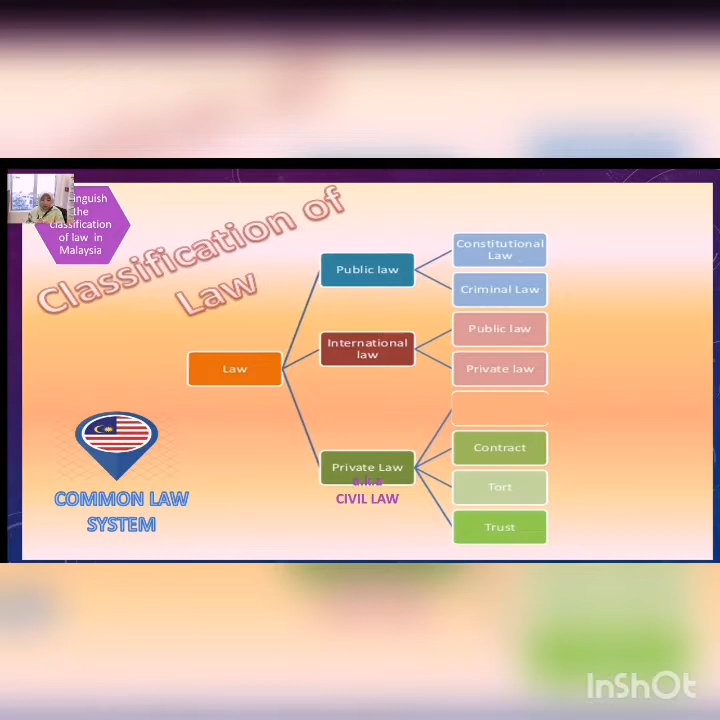 inguish
the
classification
of law in
Malaysia
Classification of
Law
Law
Public law
Constitutional
Law
Criminal Law
International
law
Public law
Private law
Private Law
a.k.a
CIVIL LAW
Contract
Tort
Trust
COMMON LAW
SYSTEM
InShOt